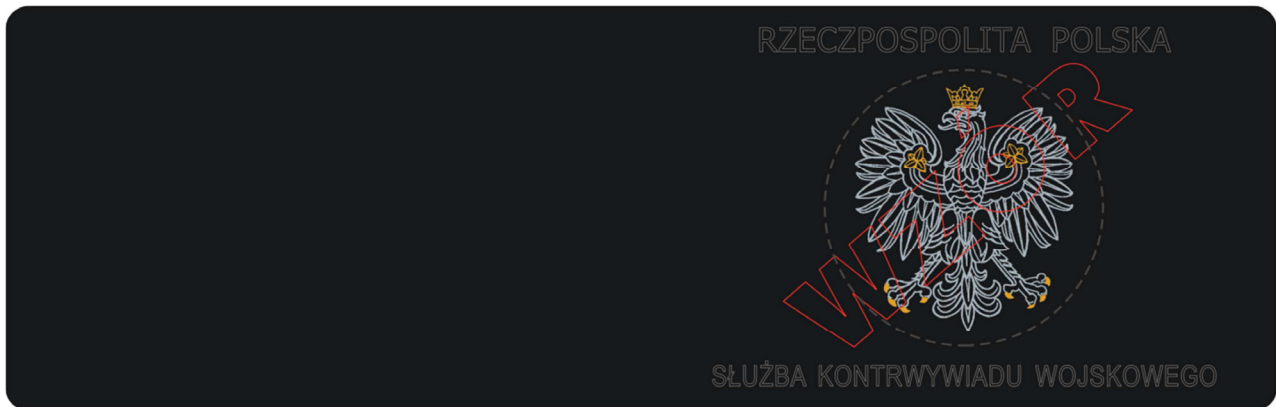 RZECZPOSPOLITA POLSKA
WZÓR
SŁUŻBA KONTRWYWIADU WOJSKOWEGO